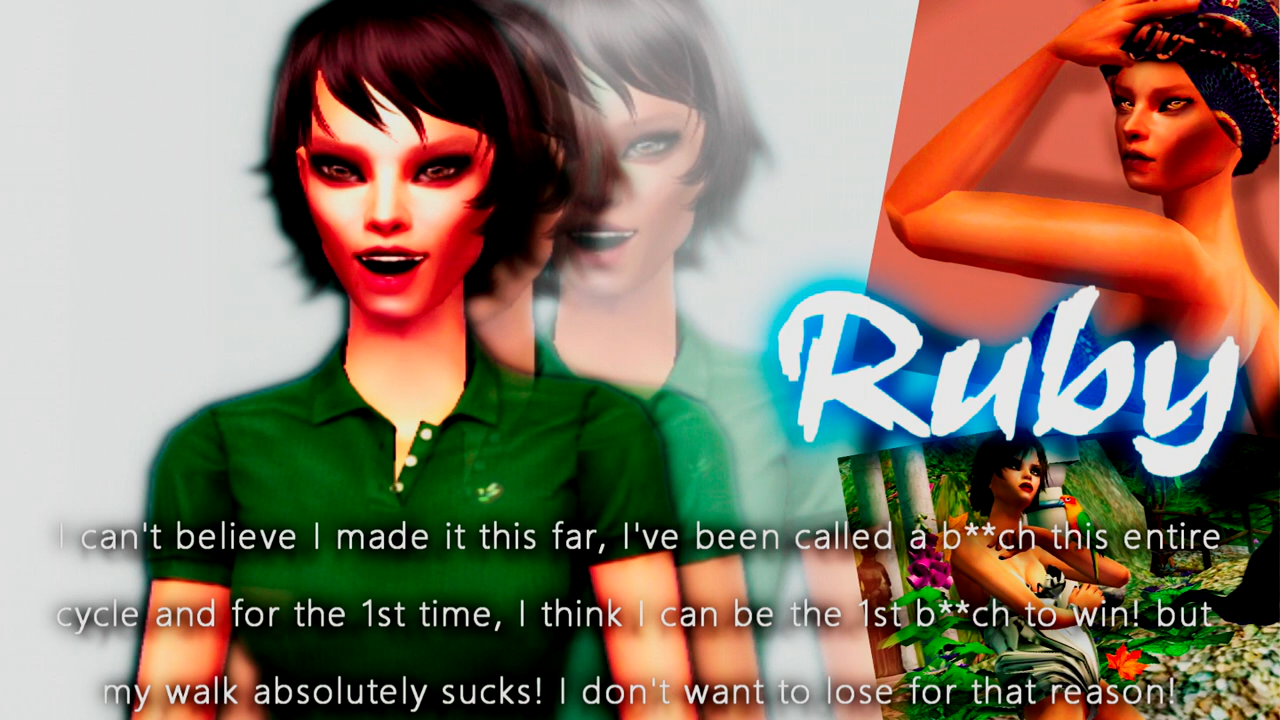 Ruby
I can't believe I made it this far, I've been called a b**ch this entire
cycle and for the 1st time, I think I can be the 1st b**ch to win! but
my walk absolutely sucks! I don't want to lose for that reason!